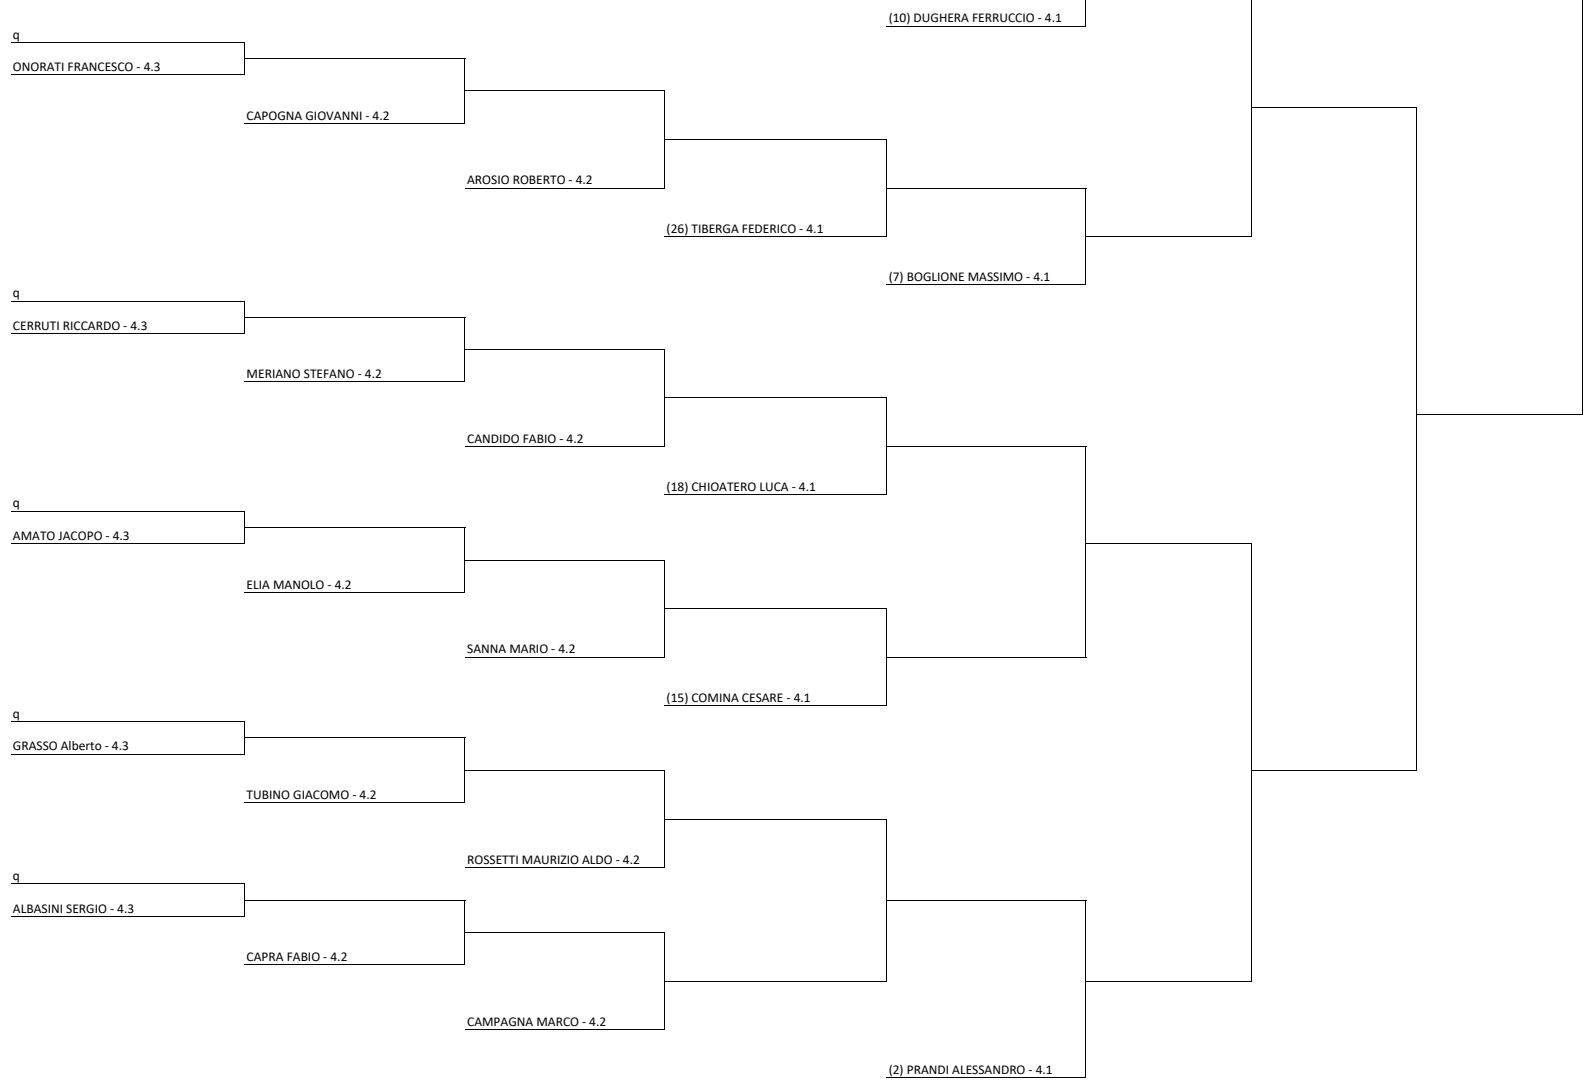 (10) DUGHERA FERRUCCIO - 4.1
q
ONORATI FRANCESCO - 4.3
CAPOGNA GIOVANNI - 4.2
AROSIO ROBERTO - 4.2
(26) TIBERGA FEDERICO - 4.1
(7) BOGLIONE MASSIMO - 4.1
q
CERRUTI RICCARDO - 4.3
MERIANO STEFANO - 4.2
CANDIDO FABIO - 4.2
(18) CHIOATERO LUCA - 4.1
q
AMATO JACOPO - 4.3
ELIA MANOLO - 4.2
SANNA MARIO - 4.2
(15) COMINA CESARE - 4.1
q
GRASSO Alberto - 4.3
TUBINO GIACOMO - 4.2
ROSSETTI MAURIZIO ALDO - 4.2
q
ALBASINI SERGIO - 4.3
CAPRA FABIO - 4.2
CAMPAGNA MARCO - 4.2
(2) PRANDI ALESSANDRO - 4.1